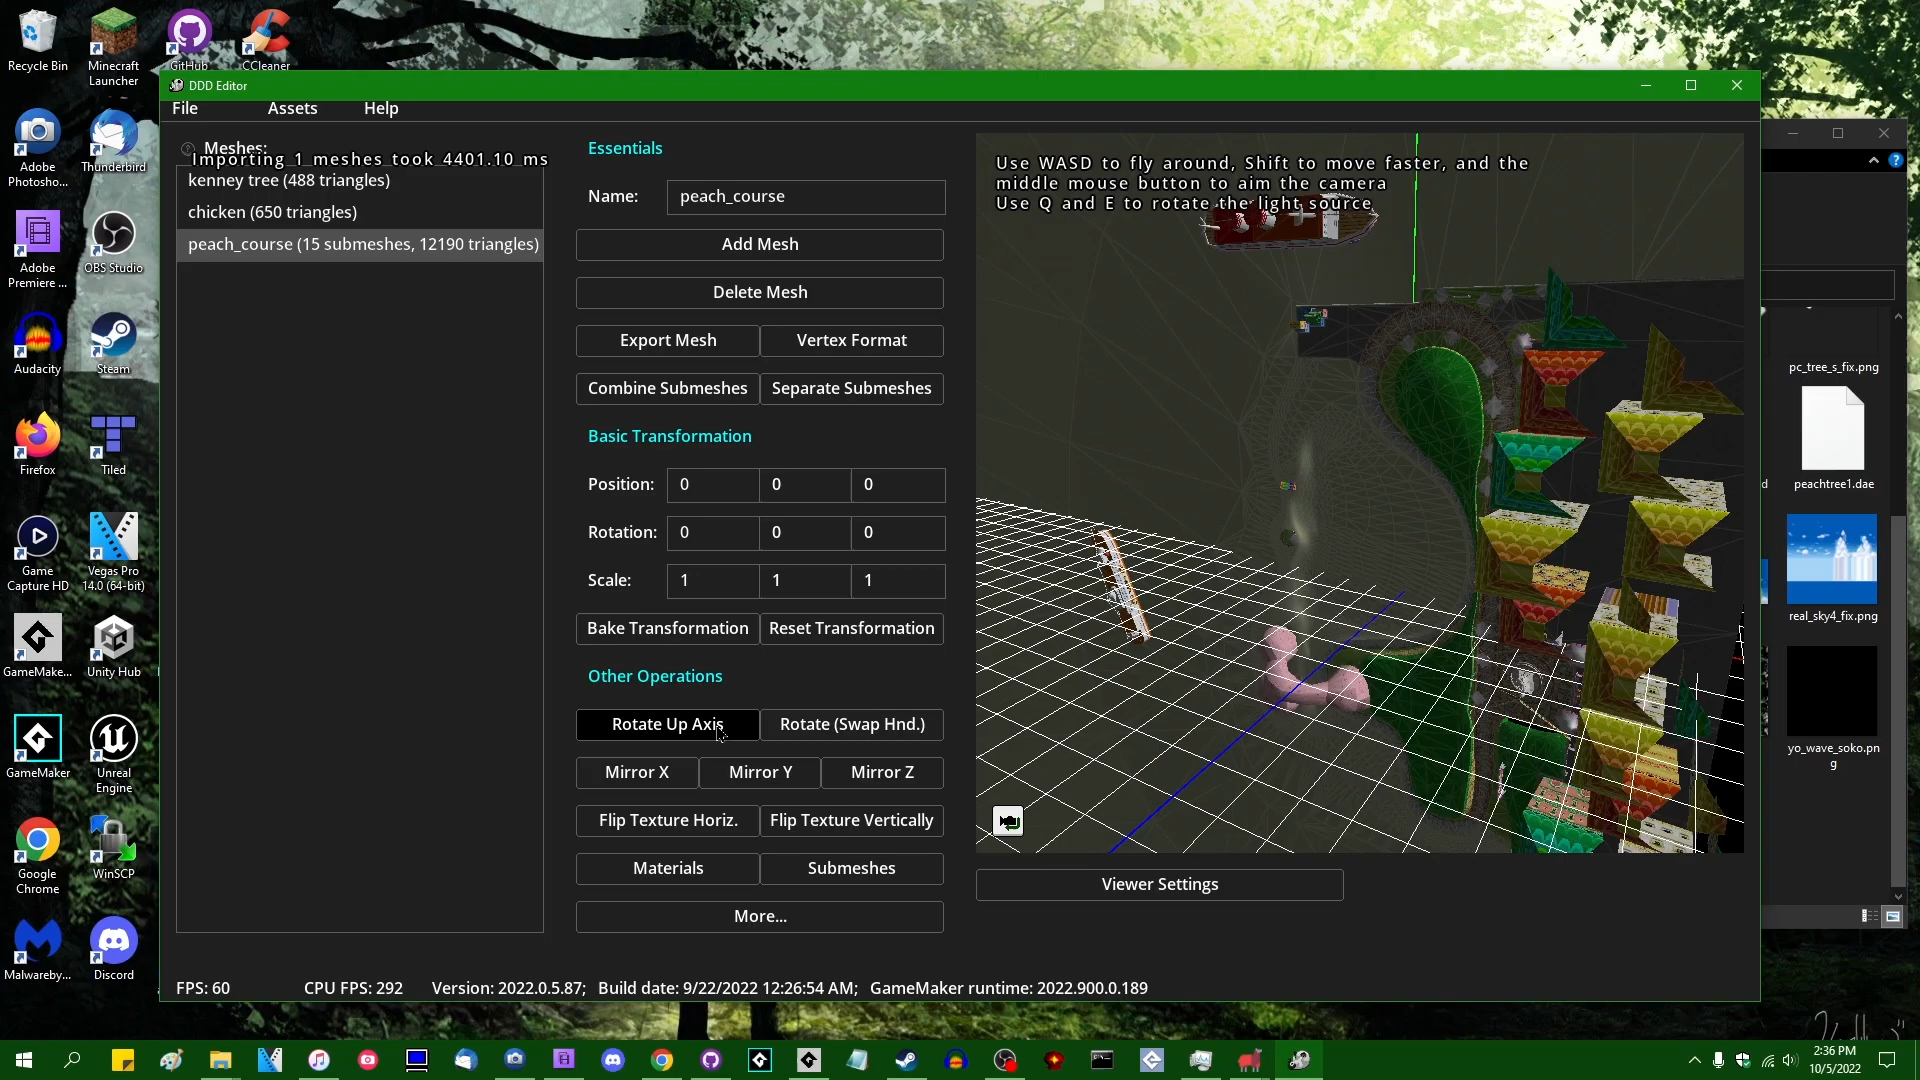 Recycle Bin
Minecraft Launcher
GitHub
CCleaner
Adobe Photosho...
Thunderbird
Adobe Premiere ...
OBS Studio
Audacity
Steam
Firefox
Tiled
Game Capture HD
Vegas Pro 14.0 (64-bit)
GameMake...
Unity Hub
GameMaker
Unreal Engine
Google Chrome
WinSCP
Malwareby...
Discord
DDD Editor
File Assets Help
Meshes:
Importing 1 meshes took 4401.10 ms
kenney tree (488 triangles)
chicken (650 triangles)
peach_course (15 submeshes, 12190 triangles)
Essentials
Name: peach_course
Add Mesh
Delete Mesh
Export Mesh Vertex Format
Combine Submeshes Separate Submeshes
Basic Transformation
Position: 0 0 0
Rotation: 0 0 0
Scale: 1 1 1
Bake Transformation Reset Transformation
Other Operations
Rotate Up Axis Rotate (Swap Hnd.)
Mirror X Mirror Y Mirror Z
Flip Texture Horiz. Flip Texture Vertically
Materials Submeshes
More...
Use WASD to fly around, Shift to move faster, and the
middle mouse button to aim the camera
Use Q and E to rotate the light source
Viewer Settings
FPS: 60 CPU FPS: 292 Version: 2022.0.5.87; Build date: 9/22/2022 12:26:54 AM; GameMaker runtime: 2022.900.0.189
pc_tree_s_fix.png
d
peachtree1.dae
real_sky4_fix.png
yo_wave_soko.pn
g
2:36 PM
10/5/2022